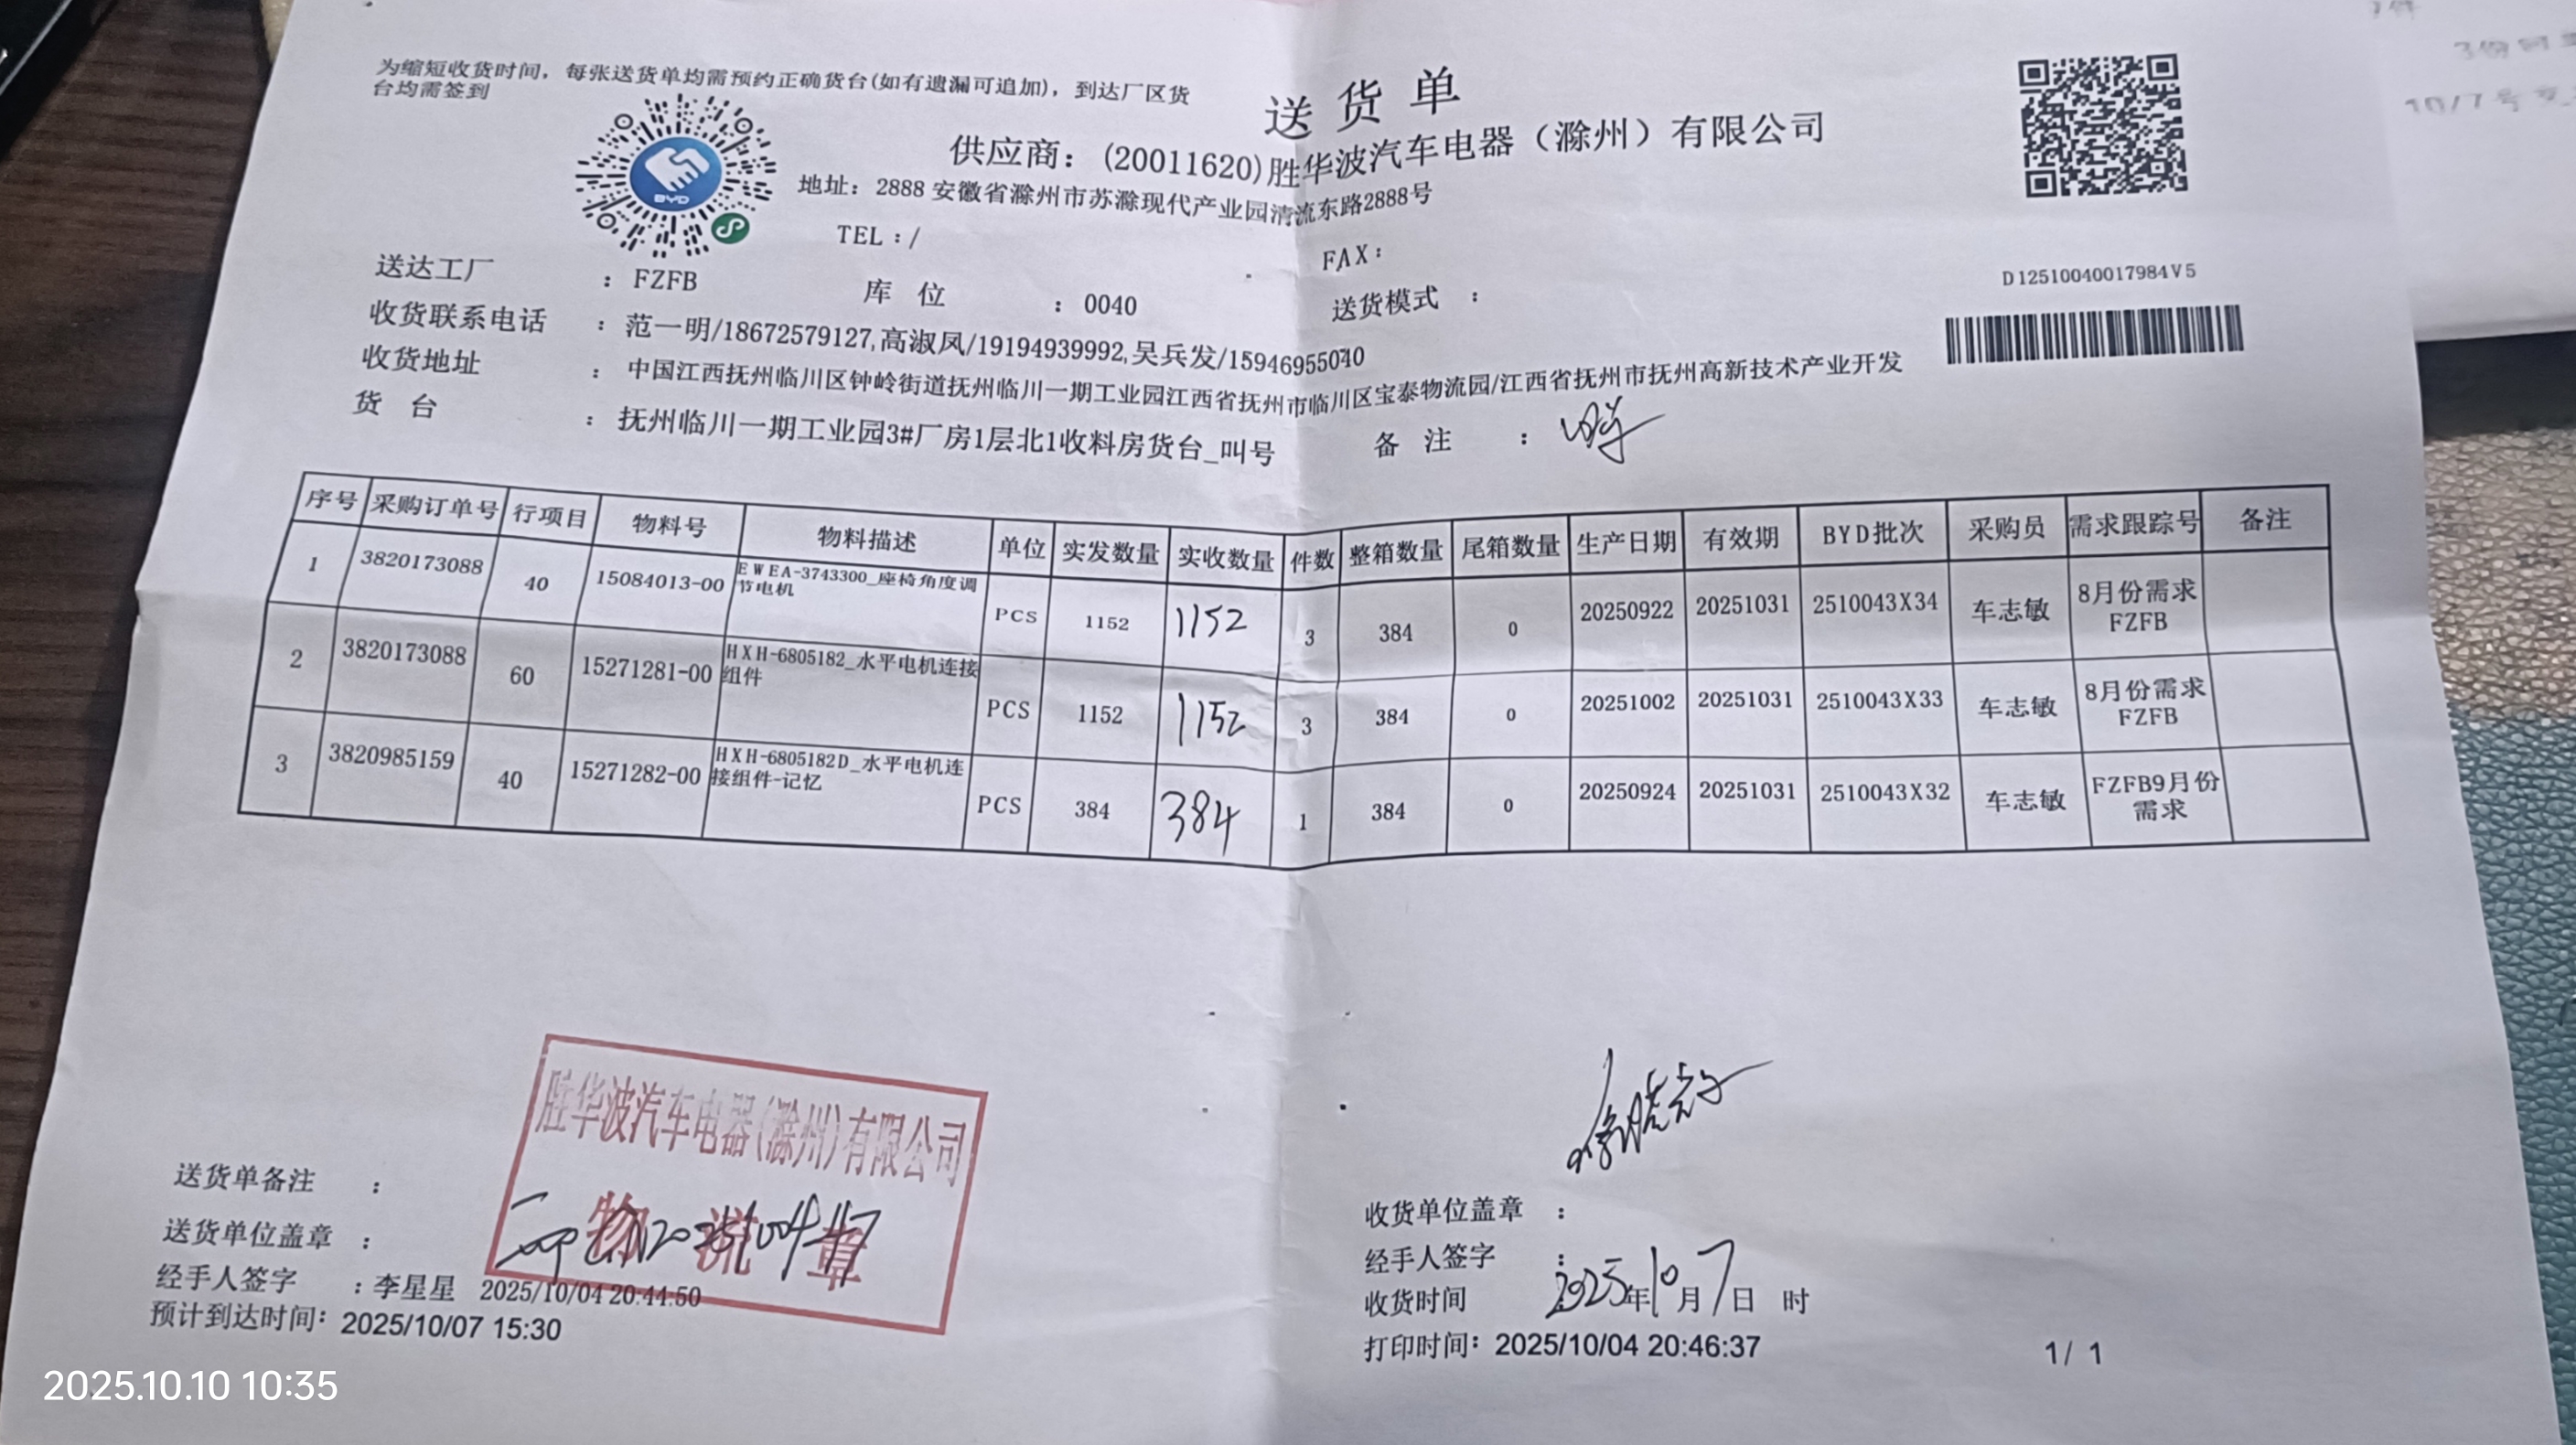 为缩短收货时间，每张送货单均需预约正确货台(如有遗漏可追加)，到达厂区货
台均需签到
送货单
供应商：(20011620)胜华波汽车电器（滁州）有限公司
地址：2888 安徽省滁州市苏滁现代产业园清流东路2888号
BYD
TEL：/
FAX：
D12510040017984V5
送达工厂 ：FZFB 库 位 ：0040 送货模式 ：
收货联系电话 ：范一明/18672579127,高淑凤/19194939992,吴兵发/15946955040
收货地址 ：中国江西抚州临川区钟岭街道抚州临川一期工业园江西省抚州市临川区宝泰物流园/江西省抚州市抚州高新技术产业开发
货 台 ：抚州临川一期工业园3#厂房1层北1收料房货台_叫号 备 注 ：
序号 采购订单号 行项目 物料号 物料描述 单位 实发数量 实收数量 件数 整箱数量 尾箱数量 生产日期 有效期 BYD批次 采购员 需求跟踪号 备注
1 3820173088 40 15084013-00 EWEA-3743300_座椅角度调节电机 PCS 1152 1152 3 384 0 20250922 20251031 2510043X34 车志敏 8月份需求FZFB
2 3820173088 60 15271281-00 HXH-6805182_水平电机连接组件 PCS 1152 1152 3 384 0 20251002 20251031 2510043X33 车志敏 8月份需求FZFB
3 3820985159 40 15271282-00 HXH-6805182D_水平电机连接组件-记忆 PCS 384 384 1 384 0 20250924 20251031 2510043X32 车志敏 FZFB9月份需求
胜华波汽车电器(滁州)有限公司
物流章
送货单备注 ：
送货单位盖章 ：
经手人签字 ：李星星 2025/10/04 20:44:50
预计到达时间：2025/10/07 15:30
收货单位盖章 ：
经手人签字 ：
收货时间 ：2025年10月7日 时
打印时间：2025/10/04 20:46:37
1/ 1
2025.10.10 10:35